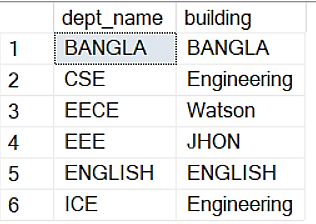 dept_name building
1 BANGLA BANGLA
2 CSE Engineering
3 EECE Watson
4 EEE JHON
5 ENGLISH ENGLISH
6 ICE Engineering